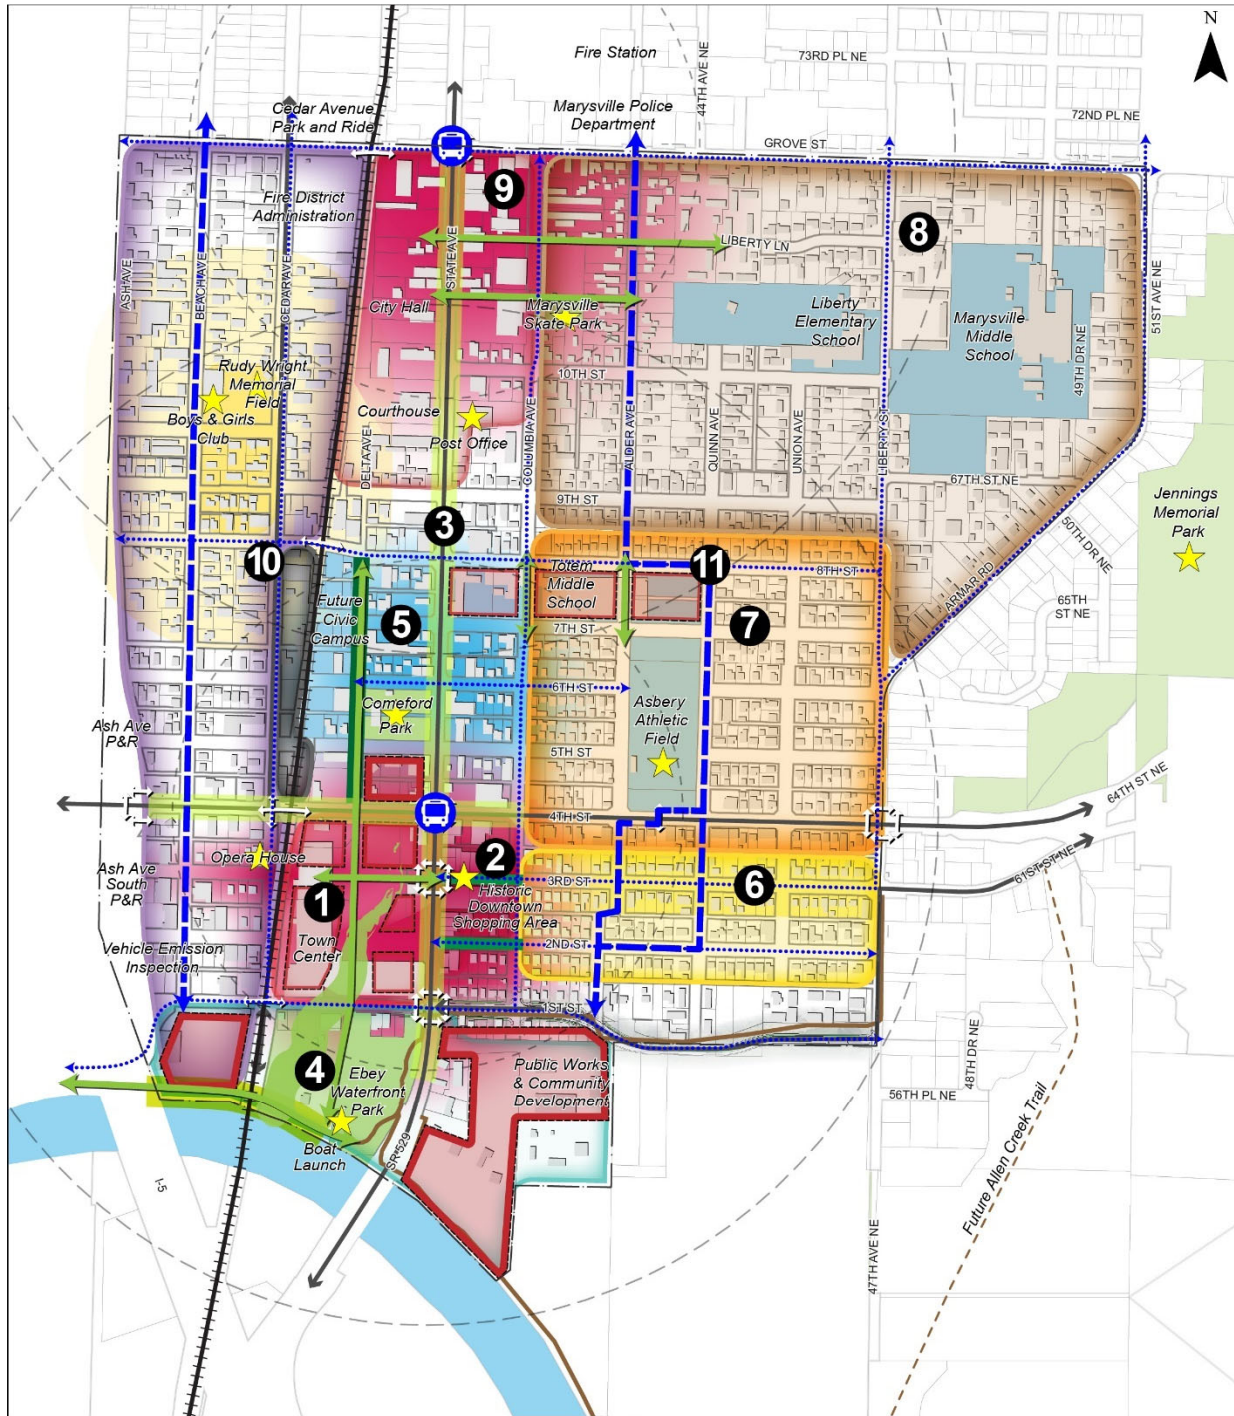 N
Fire Station
73RD PL NE
44TH AVE NE
Cedar Avenue
Park and Ride
Marysville Police
Department
72ND PL NE
GROVE ST
9
Fire District
Administration
8
LIBERTY LN
STATE AVE
ASH AVE
BEACH AVE
CEDAR AVE
51ST AVE NE
City Hall
Marysville
Skate Park
Liberty
Elementary
School
Marysville
Middle
School
49TH DR NE
Rudy Wright
Memorial
Field
10TH ST
Boys & Girls
Club
Courthouse
Post Office
DELTA AVE
COLUMBIA AVE
ALDER AVE
QUINN AVE
UNION AVE
LIBERTY ST
67TH ST NE
9TH ST
Jennings
Memorial
Park
50TH DR NE
3
10
11
8TH ST
Totem
Middle
School
ARMAR RD
65TH
ST NE
Future
Civic
Campus
5
7TH ST
7
6TH ST
Comeford
Park
Asbery
Athletic
Field
Ash Ave
P&R
5TH ST
64TH ST NE
4TH ST
Opera House
2
61ST ST NE
Ash Ave
South
P&R
3RD ST
6
Historic
Downtown
Shopping Area
1
Town
Center
2ND ST
Vehicle Emission
Inspection
1ST ST
4
Ebey
Waterfront
Park
Public Works
& Community
Development
48TH DR NE
56TH PL NE
Boat
Launch
SR 529
I-5
Future Allen Creek Trail
47TH AVE NE